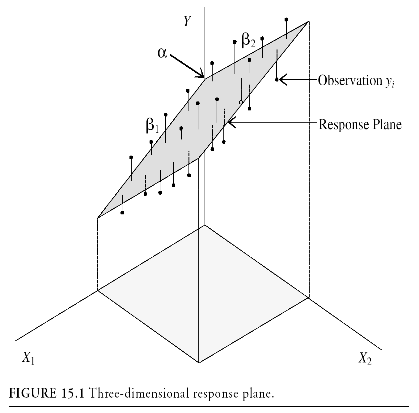 Y
β2
α
Observation yi
β1
Response Plane
X1
X2
FIGURE 15.1 Three-dimensional response plane.